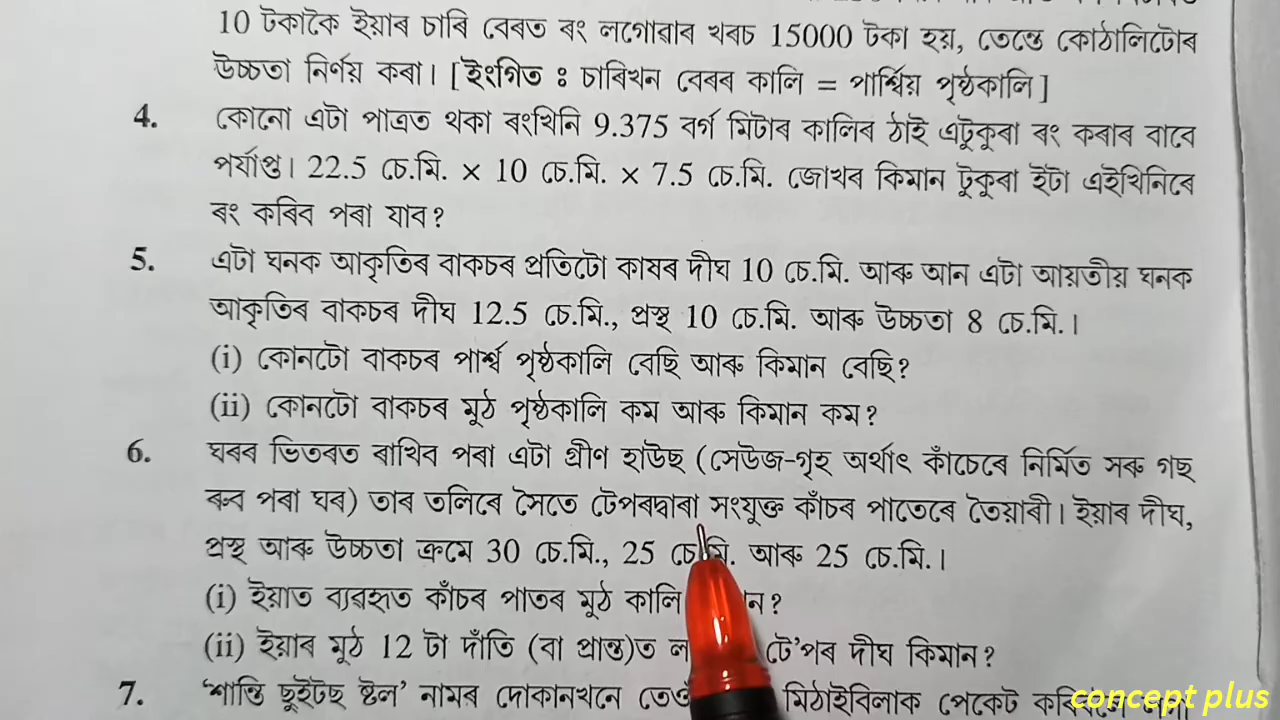 10 টকাকৈ ইয়াৰ চাৰি বেৰত ৰং লগোৱাৰ খৰচ 15000 টকা হয়, তেন্তে কোঠালিটোৰ
উচ্চতা নিৰ্ণয় কৰা। [ইংগিত : চাৰিখন বেৰৰ কালি = পাৰ্শ্বিয় পৃষ্ঠকালি]
4. কোনো এটা পাত্ৰত থকা ৰংখিনি 9.375 বৰ্গ মিটাৰ কালিৰ ঠাই এটুকুৰা ৰং কৰাৰ বাবে
পৰ্যাপ্ত। 22.5 চে.মি. × 10 চে.মি. × 7.5 চে.মি. জোখৰ কিমান টুকুৰা ইটা এইখিনিৰে
ৰং কৰিব পৰা যাব?
5. এটা ঘনক আকৃতিৰ বাকচৰ প্ৰতিটো কাষৰ দীঘ 10 চে.মি. আৰু আন এটা আয়তীয় ঘনক
আকৃতিৰ বাকচৰ দীঘ 12.5 চে.মি., প্ৰস্থ 10 চে.মি. আৰু উচ্চতা 8 চে.মি.।
(i) কোনটো বাকচৰ পাৰ্শ্ব পৃষ্ঠকালি বেছি আৰু কিমান বেছি?
(ii) কোনটো বাকচৰ মুঠ পৃষ্ঠকালি কম আৰু কিমান কম?
6. ঘৰৰ ভিতৰত ৰাখিব পৰা এটা গ্ৰীণ হাউছ (সেউজ-গৃহ অৰ্থাৎ কাঁচেৰে নিৰ্মিত সৰু গছ
ৰুব পৰা ঘৰ) তাৰ তলিৰে সৈতে টেপৰদ্বাৰা সংযুক্ত কাঁচৰ পাতেৰে তৈয়াৰী। ইয়াৰ দীঘ,
প্ৰস্থ আৰু উচ্চতা ক্ৰমে 30 চে.মি., 25 চে.মি. আৰু 25 চে.মি.।
(i) ইয়াত ব্যৱহৃত কাঁচৰ পাতৰ মুঠ কালি
(ii) ইয়াৰ মুঠ 12 টা দাঁতি (বা প্ৰান্ত)ত টে'পৰ দীঘ কিমান?
7. 'শান্তি ছুইটছ ষ্টল' নামৰ দোকানখনে মিঠাইবিলাক পেকেট
concept plus